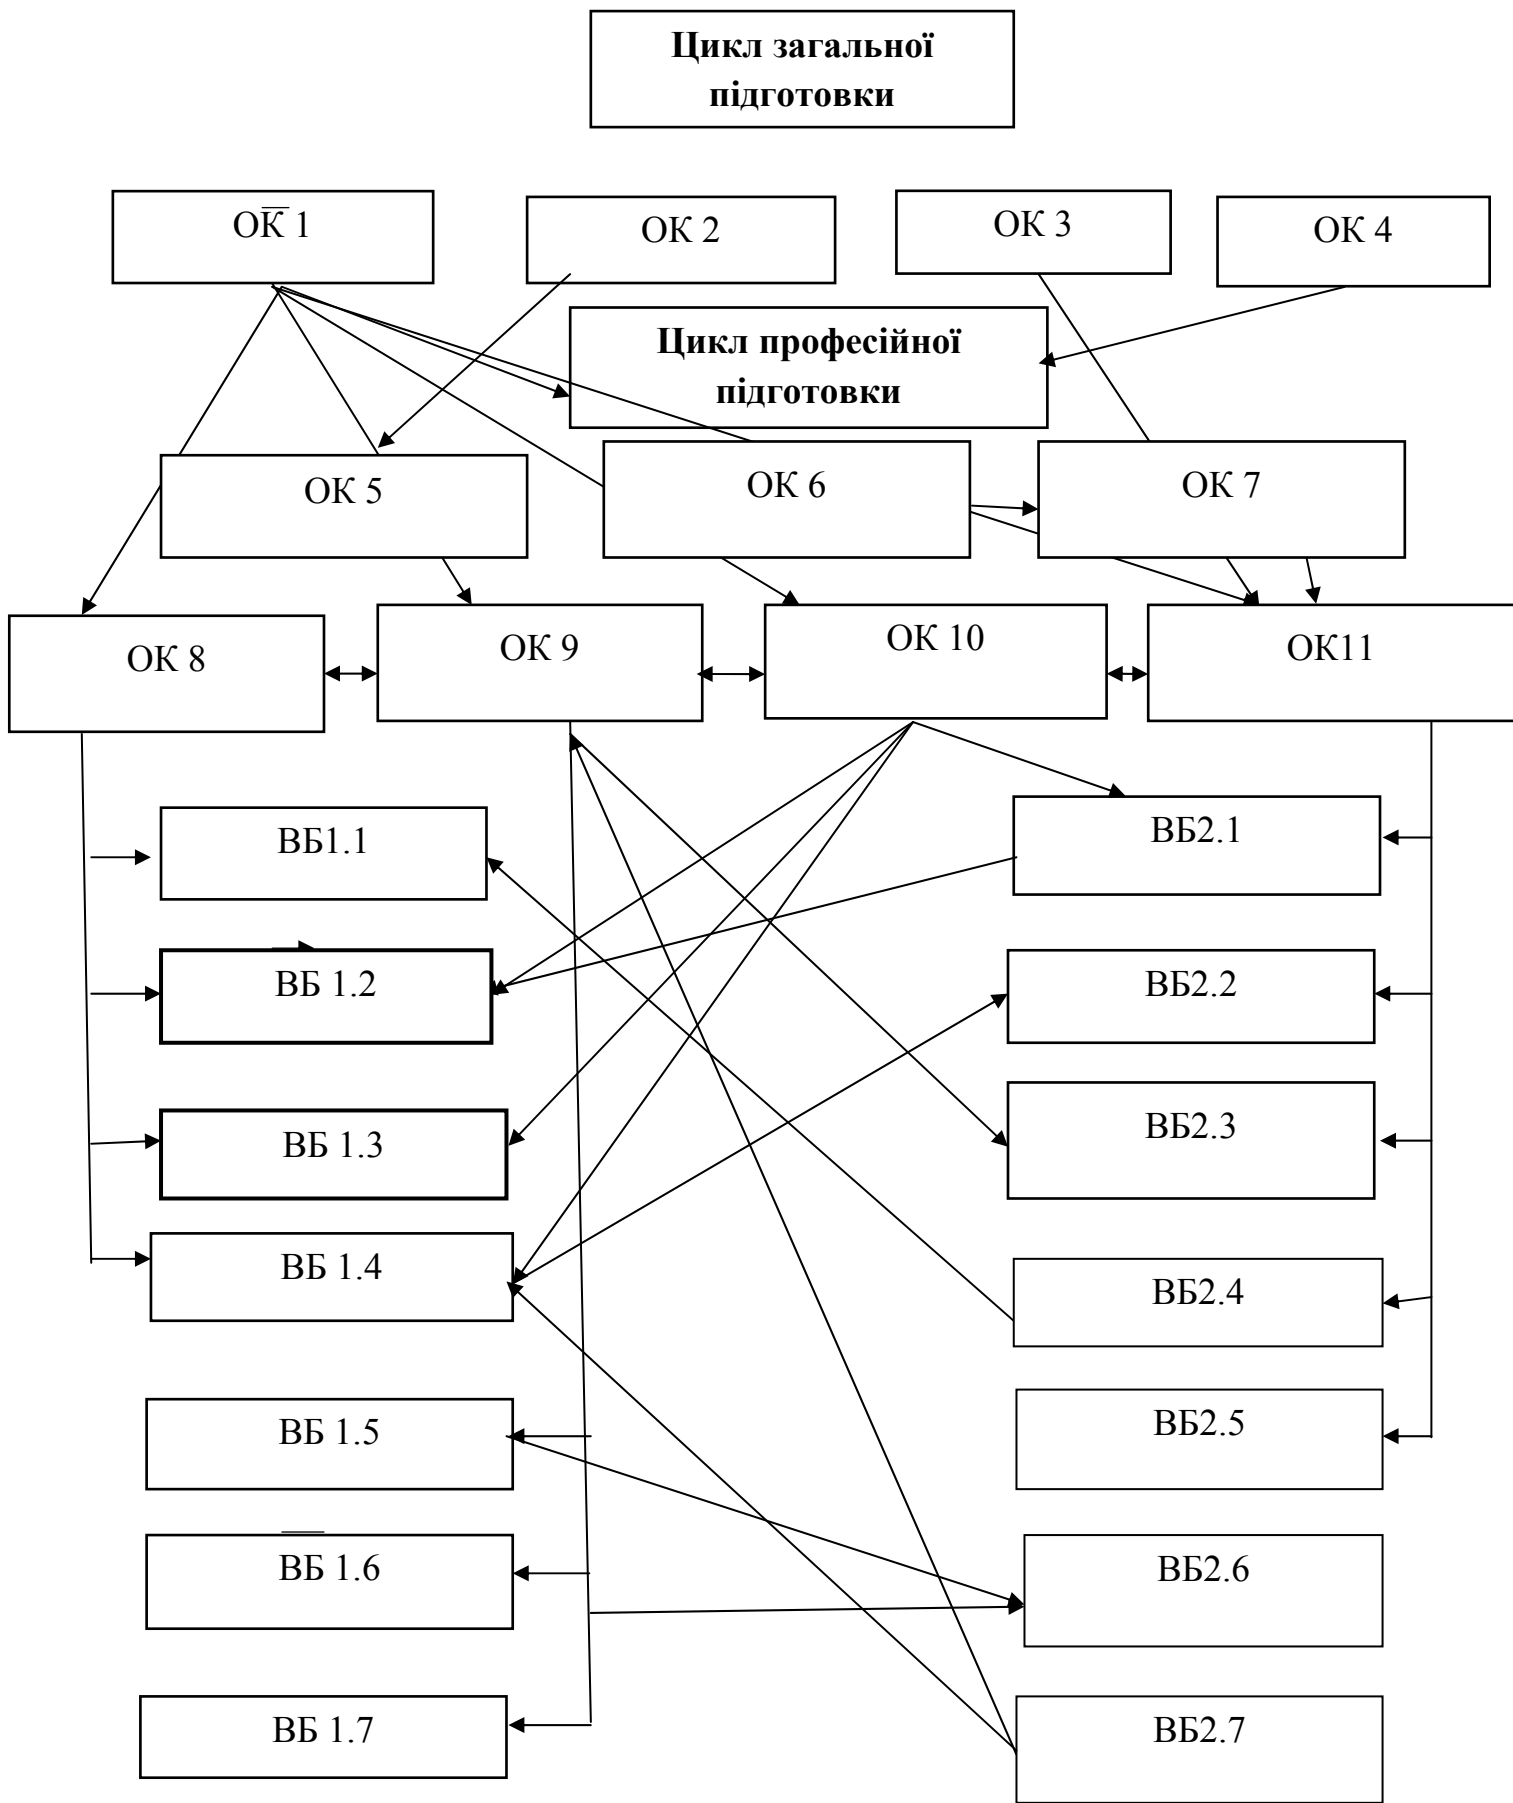 Цикл загальної
підготовки
ОК 1
ОК 2
ОК 3
ОК 4
Цикл професійної
підготовки
ОК 5
ОК 6
ОК 7
ОК 8
ОК 9
ОК 10
ОК11
ВБ1.1
ВБ2.1
ВБ 1.2
ВБ2.2
ВБ 1.3
ВБ2.3
ВБ 1.4
ВБ2.4
ВБ 1.5
ВБ2.5
ВБ 1.6
ВБ2.6
ВБ 1.7
ВБ2.7